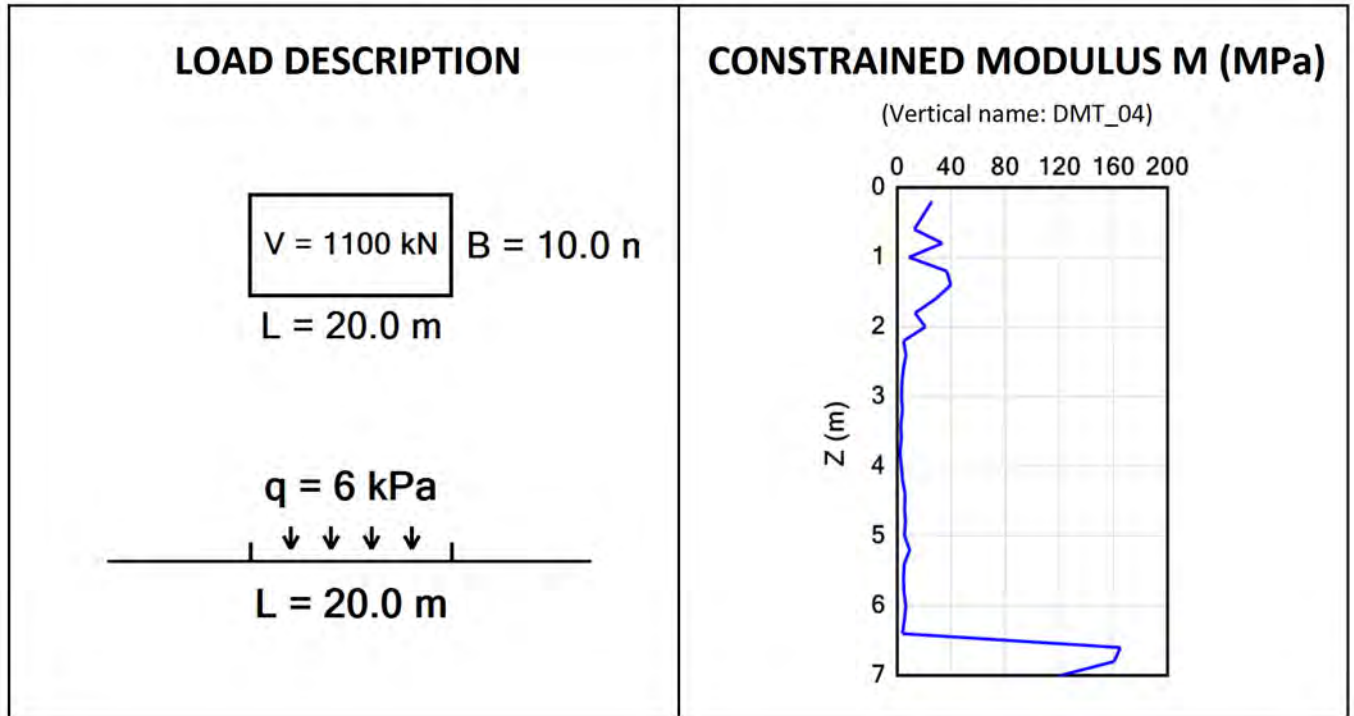 LOAD DESCRIPTION
V = 1100 kN
B = 10.0 n
L = 20.0 m
q = 6 kPa
L = 20.0 m
CONSTRAINED MODULUS M (MPa)
(Vertical name: DMT_04)
0 40 80 120 160 200
0
1
2
3
4
5
6
7
Z (m)